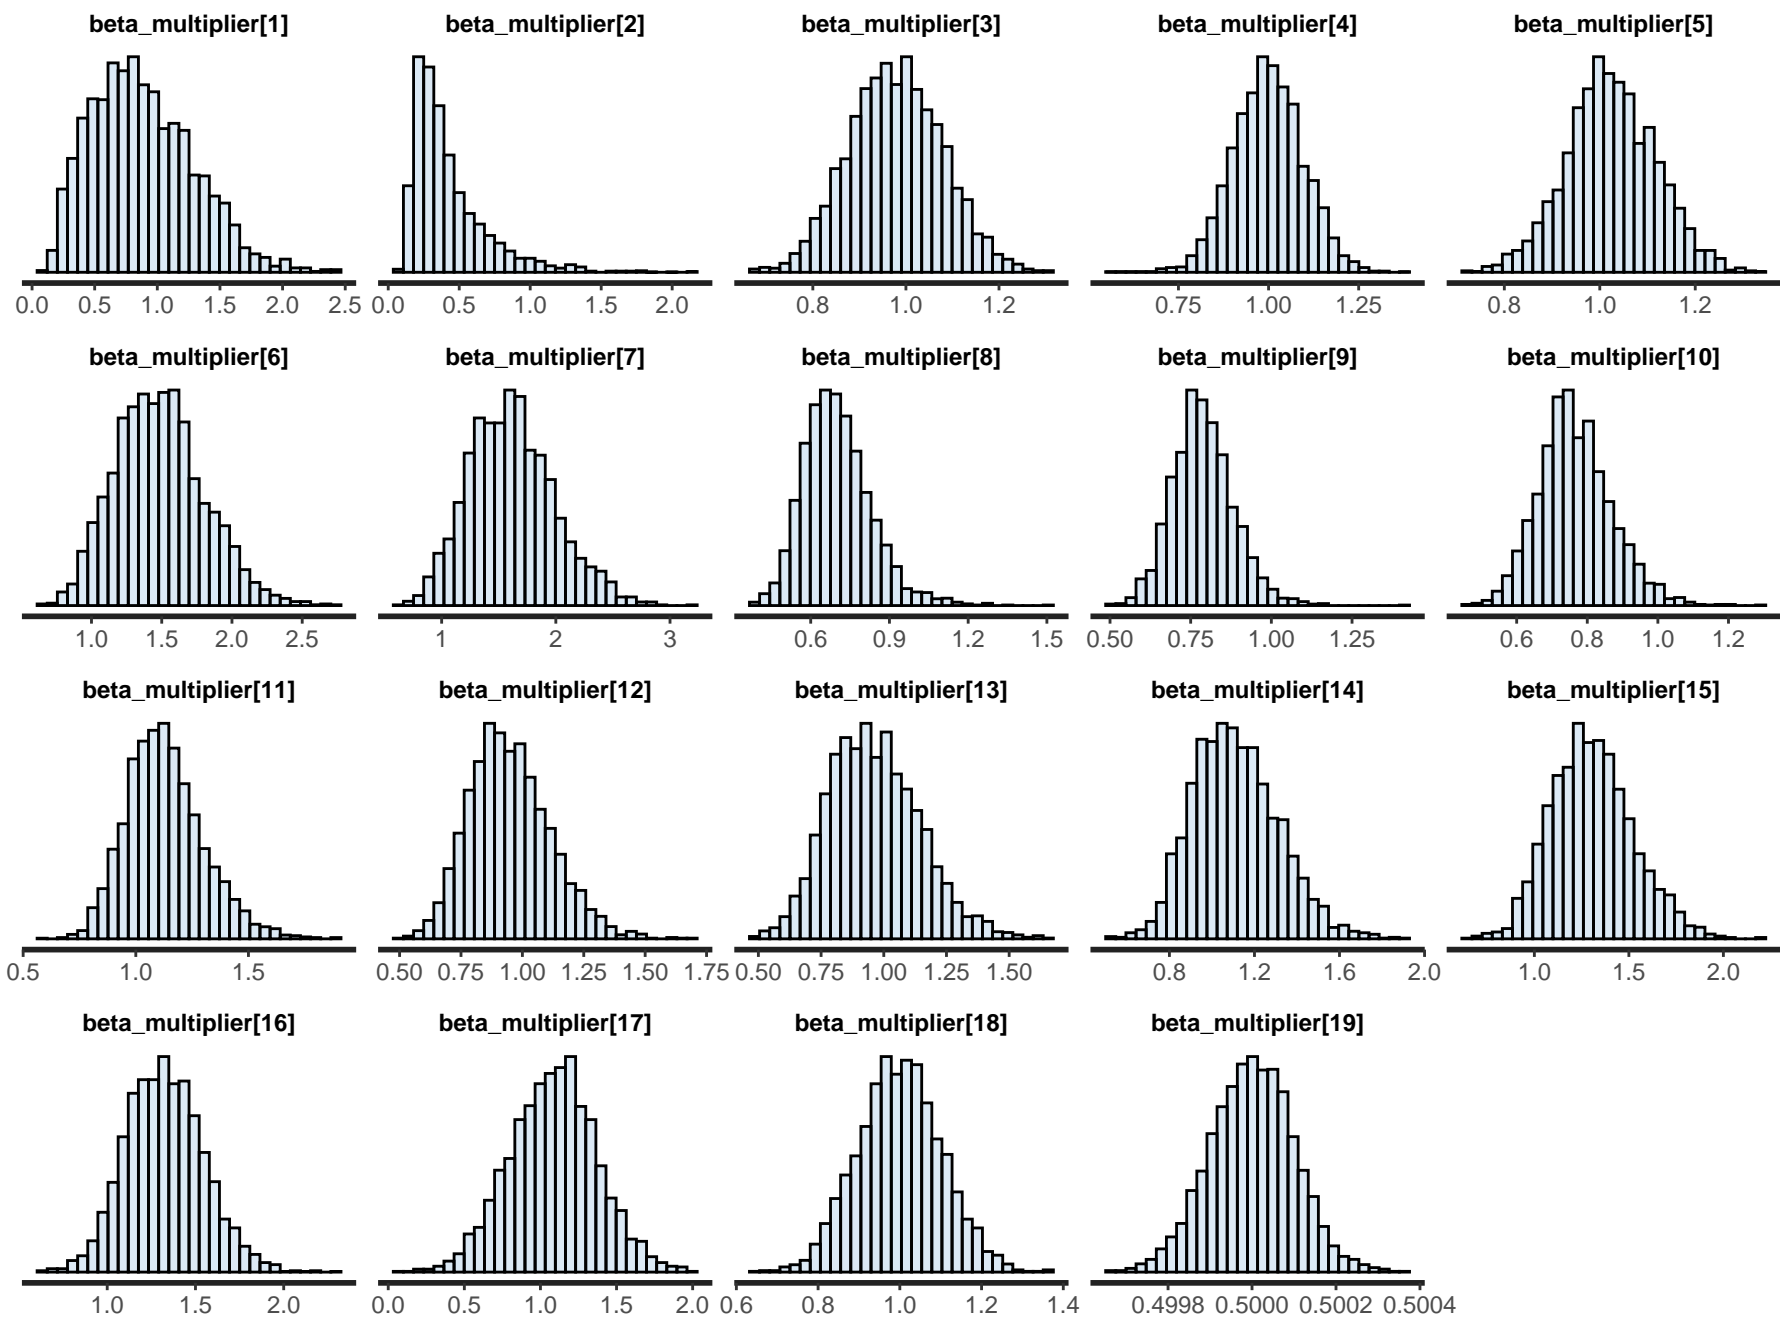 beta_multiplier[1] beta_multiplier[2] beta_multiplier[3] beta_multiplier[4] beta_multiplier[5]
0.0 0.5 1.0 1.5 2.0 2.5 0.0 0.5 1.0 1.5 2.0 0.8 1.0 1.2 0.75 1.00 1.25 0.8 1.0 1.2
beta_multiplier[6] beta_multiplier[7] beta_multiplier[8] beta_multiplier[9] beta_multiplier[10]
1.0 1.5 2.0 2.5 1 2 3 0.6 0.9 1.2 1.5 0.50 0.75 1.00 1.25 0.6 0.8 1.0 1.2
beta_multiplier[11] beta_multiplier[12] beta_multiplier[13] beta_multiplier[14] beta_multiplier[15]
0.5 1.0 1.5 0.50 0.75 1.00 1.25 1.50 1.75 0.50 0.75 1.00 1.25 1.50 0.8 1.2 1.6 2.0 1.0 1.5 2.0
beta_multiplier[16] beta_multiplier[17] beta_multiplier[18] beta_multiplier[19]
1.0 1.5 2.0 0.0 0.5 1.0 1.5 2.0 0.6 0.8 1.0 1.2 1.4 0.4998 0.5000 0.5002 0.5004